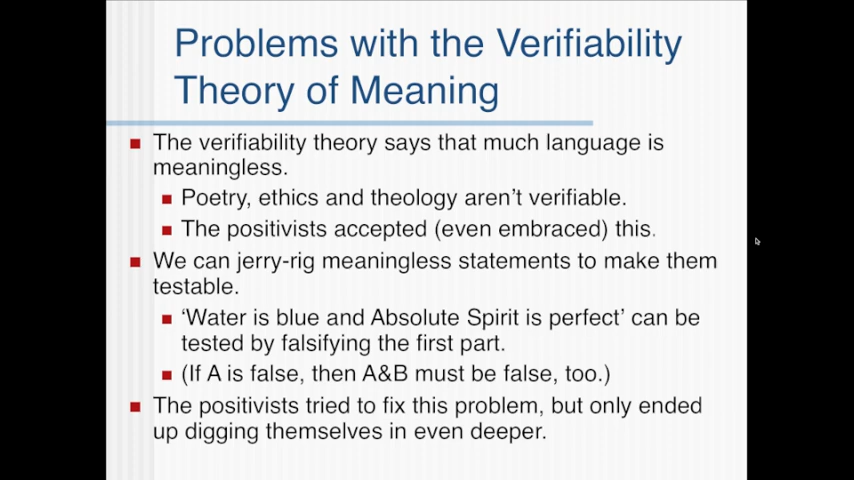 Problems with the Verifiability
Theory of Meaning
The verifiability theory says that much language is
meaningless.
Poetry, ethics and theology aren’t verifiable.
The positivists accepted (even embraced) this.
We can jerry-rig meaningless statements to make them
testable.
‘Water is blue and Absolute Spirit is perfect’ can be
tested by falsifying the first part.
(If A is false, then A&B must be false, too.)
The positivists tried to fix this problem, but only ended
up digging themselves in even deeper.